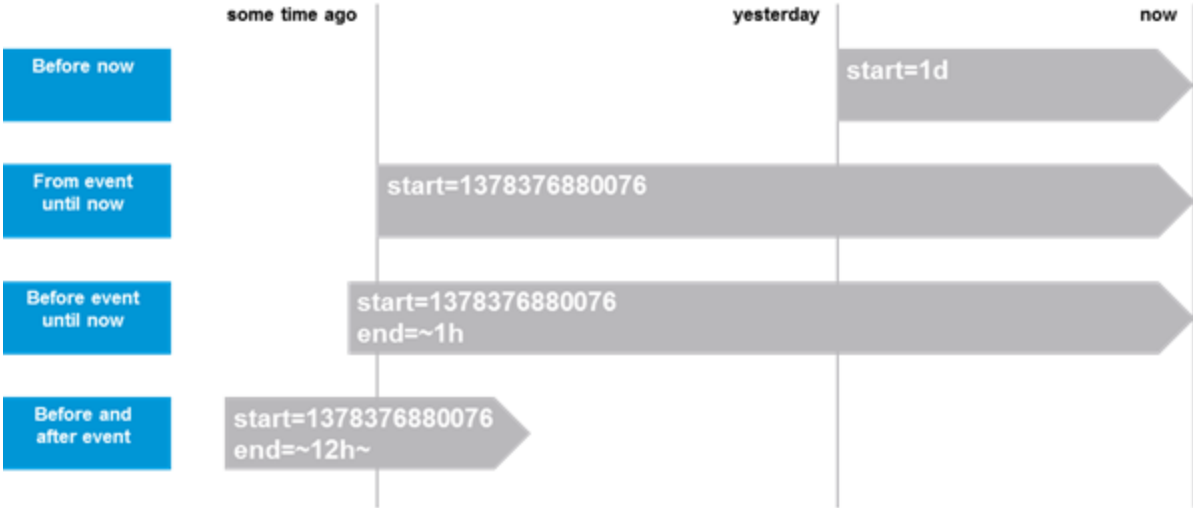 some time ago
yesterday
now
Before now
start=1d
From event
until now
start=1378376880076
Before event
until now
start=1378376880076
end=~1h
Before and
after event
start=1378376880076
end=~12h~